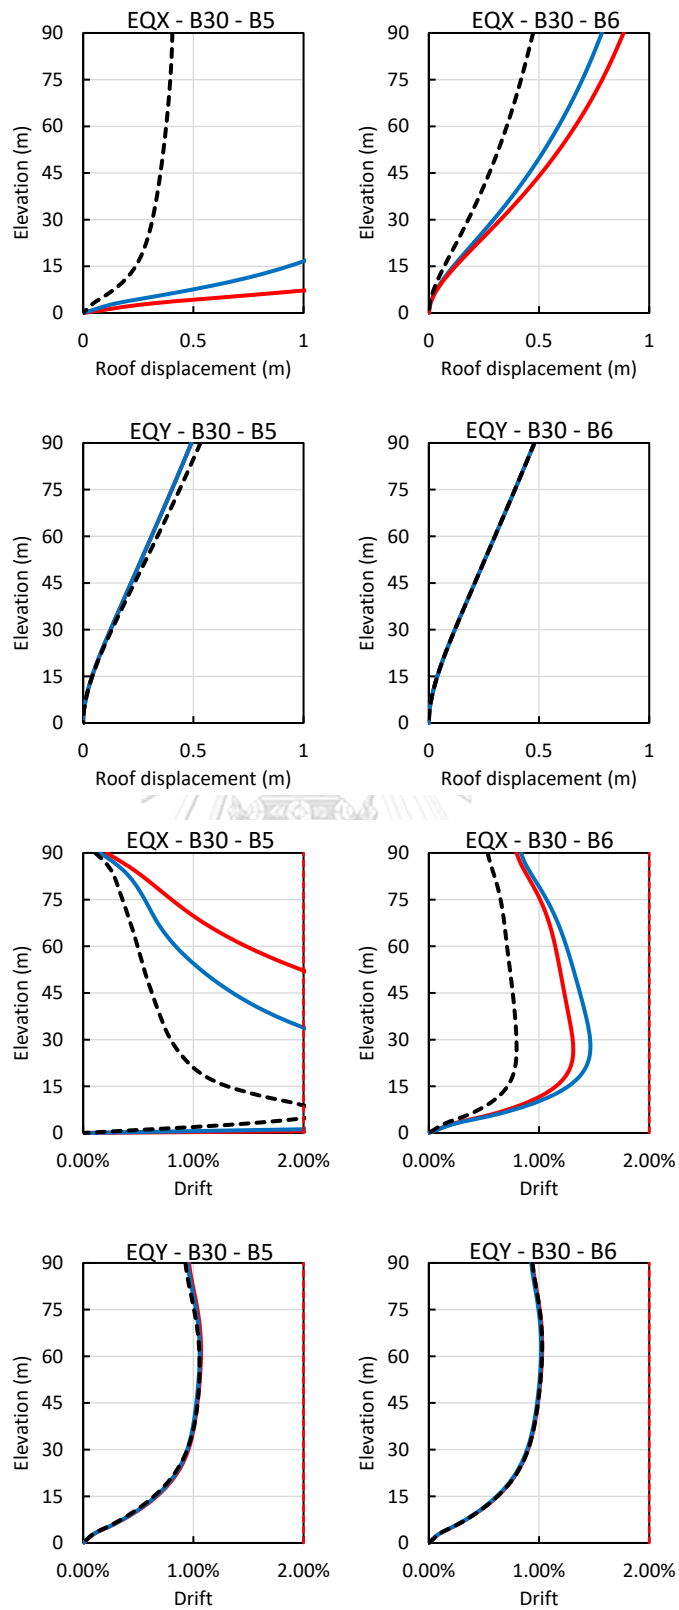 EQX - B30 - B5
90
75
60
45
30
15
0
Elevation (m)
0 0.5 1
Roof displacement (m)
EQX - B30 - B6
90
75
60
45
30
15
0
Elevation (m)
0 0.5 1
Roof displacement (m)
EQY - B30 - B5
90
75
60
45
30
15
0
Elevation (m)
0 0.5 1
Roof displacement (m)
EQY - B30 - B6
90
75
60
45
30
15
0
Elevation (m)
0 0.5 1
Roof displacement (m)
EQX - B30 - B5
90
75
60
45
30
15
0
Elevation (m)
0.00% 1.00% 2.00%
Drift
EQX - B30 - B6
90
75
60
45
30
15
0
Elevation (m)
0.00% 1.00% 2.00%
Drift
EQY - B30 - B5
90
75
60
45
30
15
0
Elevation (m)
0.00% 1.00% 2.00%
Drift
EQY - B30 - B6
90
75
60
45
30
15
0
Elevation (m)
0.00% 1.00% 2.00%
Drift